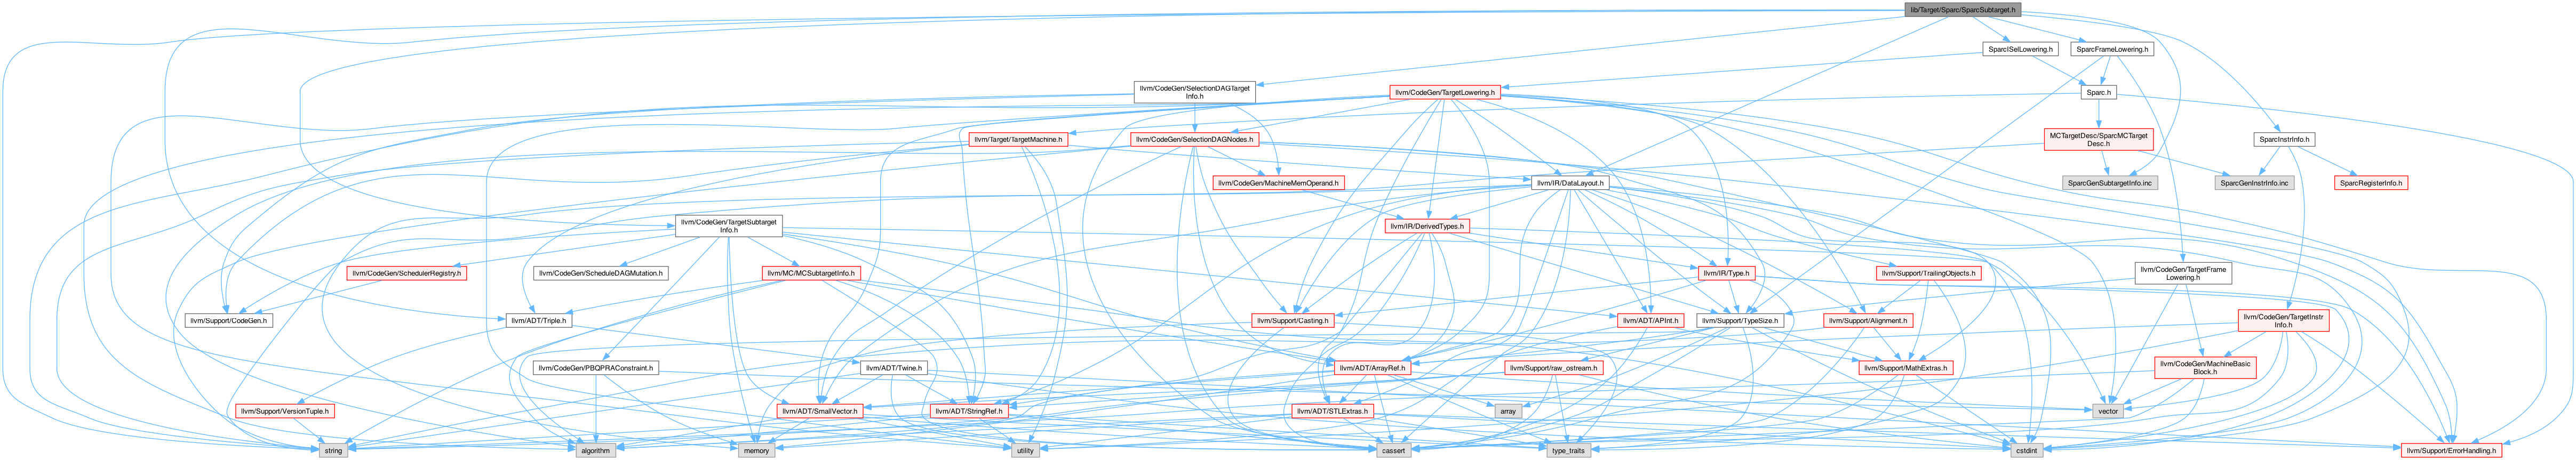 lib/Target/Sparc/SparcSubtarget.h
SparcISelLowering.h
SparcFrameLowering.h
llvm/CodeGen/SelectionDAGTarget
Info.h
llvm/CodeGen/TargetLowering.h
Sparc.h
llvm/Target/TargetMachine.h
llvm/CodeGen/SelectionDAGNodes.h
MCTargetDesc/SparcMCTarget
Desc.h
SparcInstrInfo.h
llvm/CodeGen/MachineMemOperand.h
llvm/IR/DataLayout.h
SparcGenSubtargetInfo.inc
SparcGenInstrInfo.inc
SparcRegisterInfo.h
llvm/CodeGen/TargetSubtarget
Info.h
llvm/IR/DerivedTypes.h
llvm/CodeGen/SchedulerRegistry.h
llvm/CodeGen/ScheduleDAGMutation.h
llvm/MC/MCSubtargetInfo.h
llvm/IR/Type.h
llvm/Support/TrailingObjects.h
llvm/CodeGen/TargetFrame
Lowering.h
llvm/Support/CodeGen.h
llvm/ADT/Triple.h
llvm/Support/Casting.h
llvm/ADT/APInt.h
llvm/Support/TypeSize.h
llvm/Support/Alignment.h
llvm/CodeGen/TargetInstr
Info.h
llvm/CodeGen/PBQPRAConstraint.h
llvm/ADT/Twine.h
llvm/ADT/ArrayRef.h
llvm/Support/raw_ostream.h
llvm/Support/MathExtras.h
llvm/CodeGen/MachineBasic
Block.h
llvm/Support/VersionTuple.h
llvm/ADT/SmallVector.h
llvm/ADT/StringRef.h
llvm/ADT/STLExtras.h
array
vector
string
algorithm
memory
utility
cassert
type_traits
cstdint
llvm/Support/ErrorHandling.h